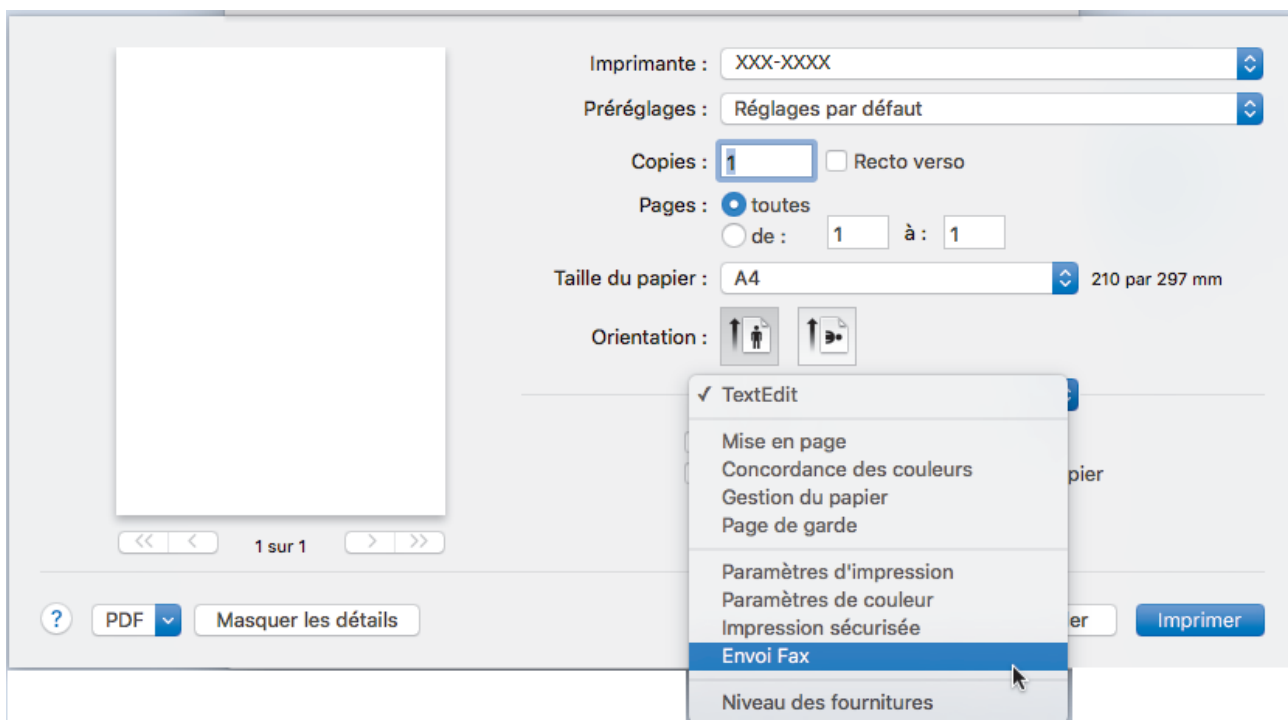 Imprimante : XXX-XXXX
Préréglages : Réglages par défaut
Copies : 1 Recto verso
Pages : toutes
de : 1 à : 1
Taille du papier : A4 210 par 297 mm
Orientation :
✓ TextEdit
Mise en page
Concordance des couleurs
pier
Gestion du papier
Page de garde
1 sur 1
Paramètres d'impression
Paramètres de couleur
? PDF Masquer les détails
Impression sécurisée
er Imprimer
Envoi Fax
Niveau des fournitures